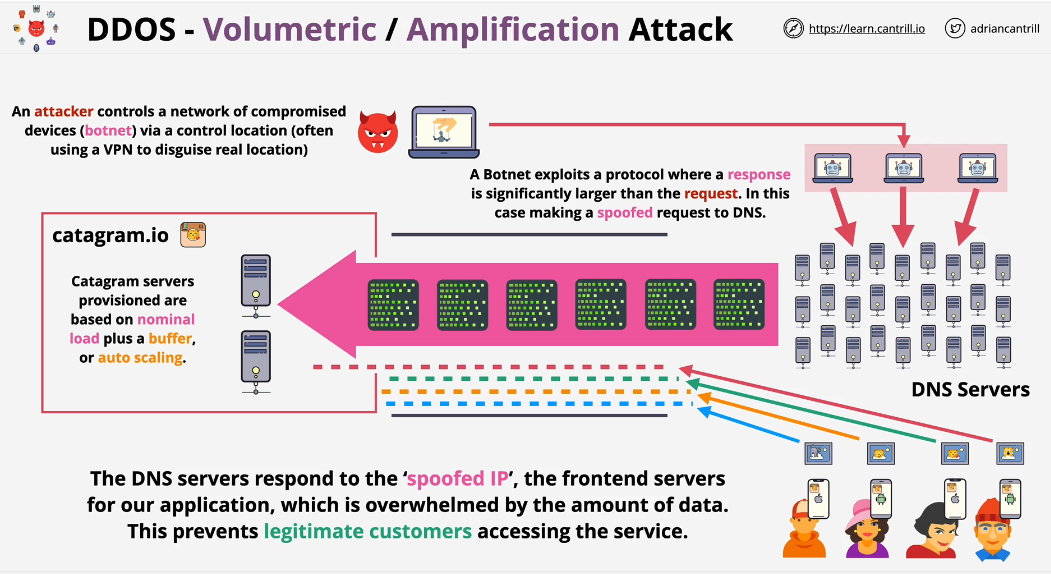 DDOS - Volumetric / Amplification Attack
https://learn.cantrill.io
adriancantrill
An attacker controls a network of compromised
devices (botnet) via a control location (often
using a VPN to disguise real location)
A Botnet exploits a protocol where a response
is significantly larger than the request. In this
case making a spoofed request to DNS.
catagram.io
Catagram servers
provisioned are
based on nominal
load plus a buffer,
or auto scaling.
DNS Servers
The DNS servers respond to the ‘spoofed IP’, the frontend servers
for our application, which is overwhelmed by the amount of data.
This prevents legitimate customers accessing the service.